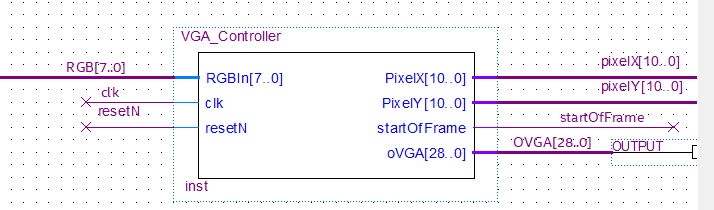 VGA_Controller
RGB[7..0]
RGBIn[7..0]
PixelX[10..0]
pixelX[10..0]
clk
clk
PixelY[10..0]
pixelY[10..0]
resetN
resetN
startOfFrame
startOfFrame
oVGA[28..0]
OVGA[28..0]
OUTPUT
inst